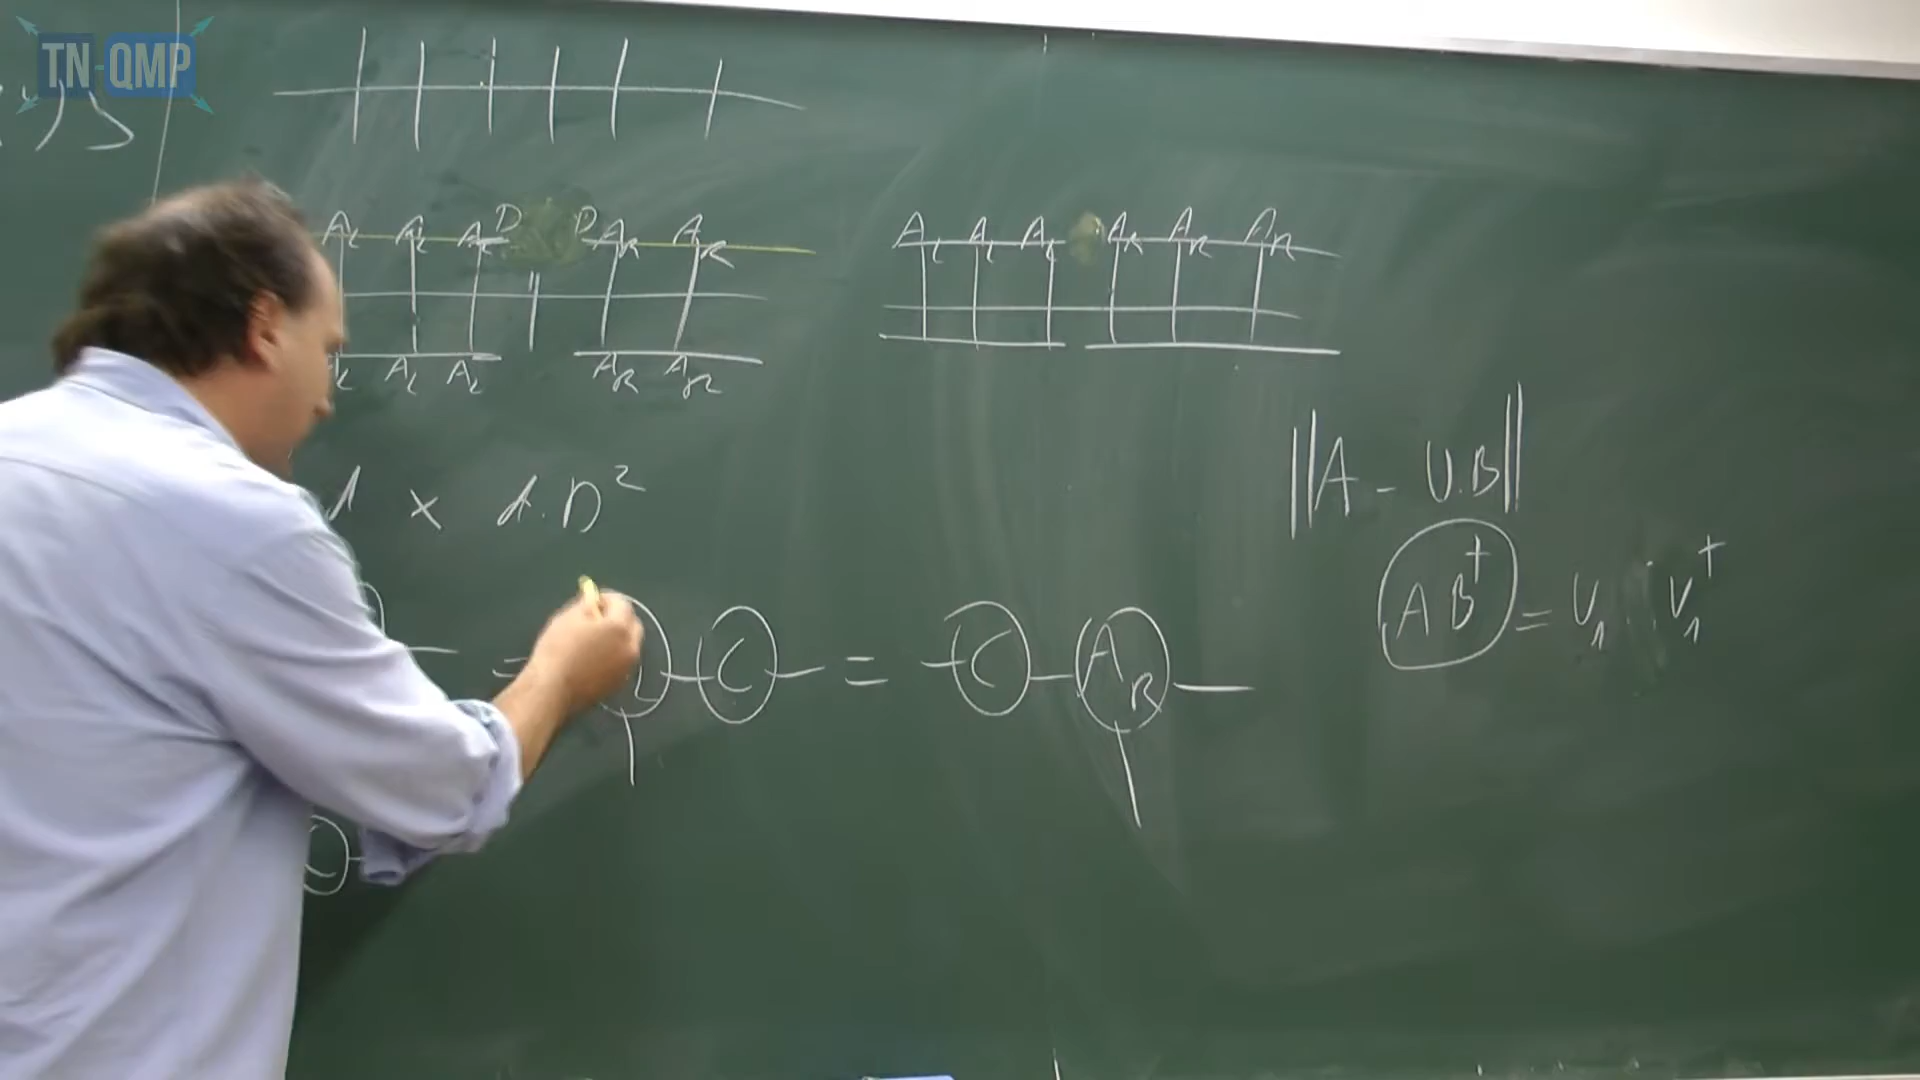 TN-QMP
A_L A_L A_L D D A_R A_R
A_L A_L A_L A_R A_R A_R
A_L A_L A_R A_R
‖A - U.B‖
d × d.D²
AB† = U₁ V₁†
= C = C A_R
C